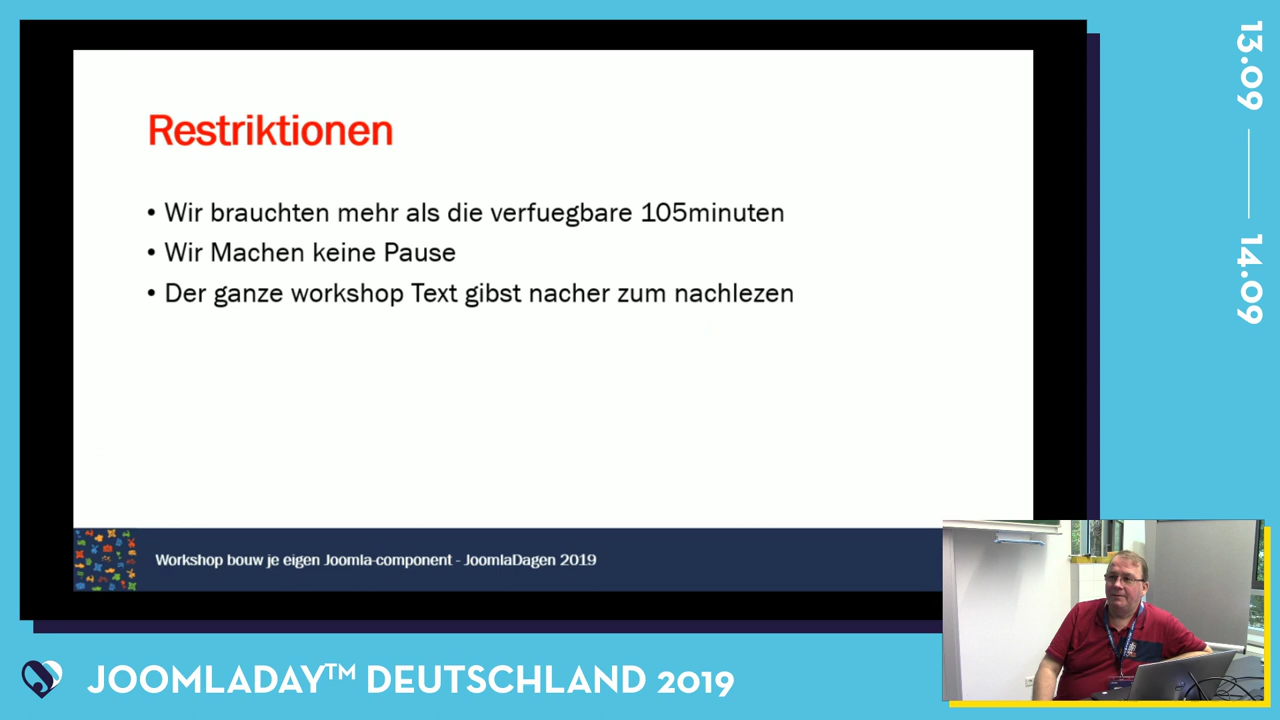 Restriktionen
• Wir brauchten mehr als die verfuegbare 105minuten
• Wir Machen keine Pause
• Der ganze workshop Text gibst nacher zum nachlezen
Workshop bouw je eigen Joomla-component - JoomlaDagen 2019
JOOMLADAY™ DEUTSCHLAND 2019
13.09
14.09